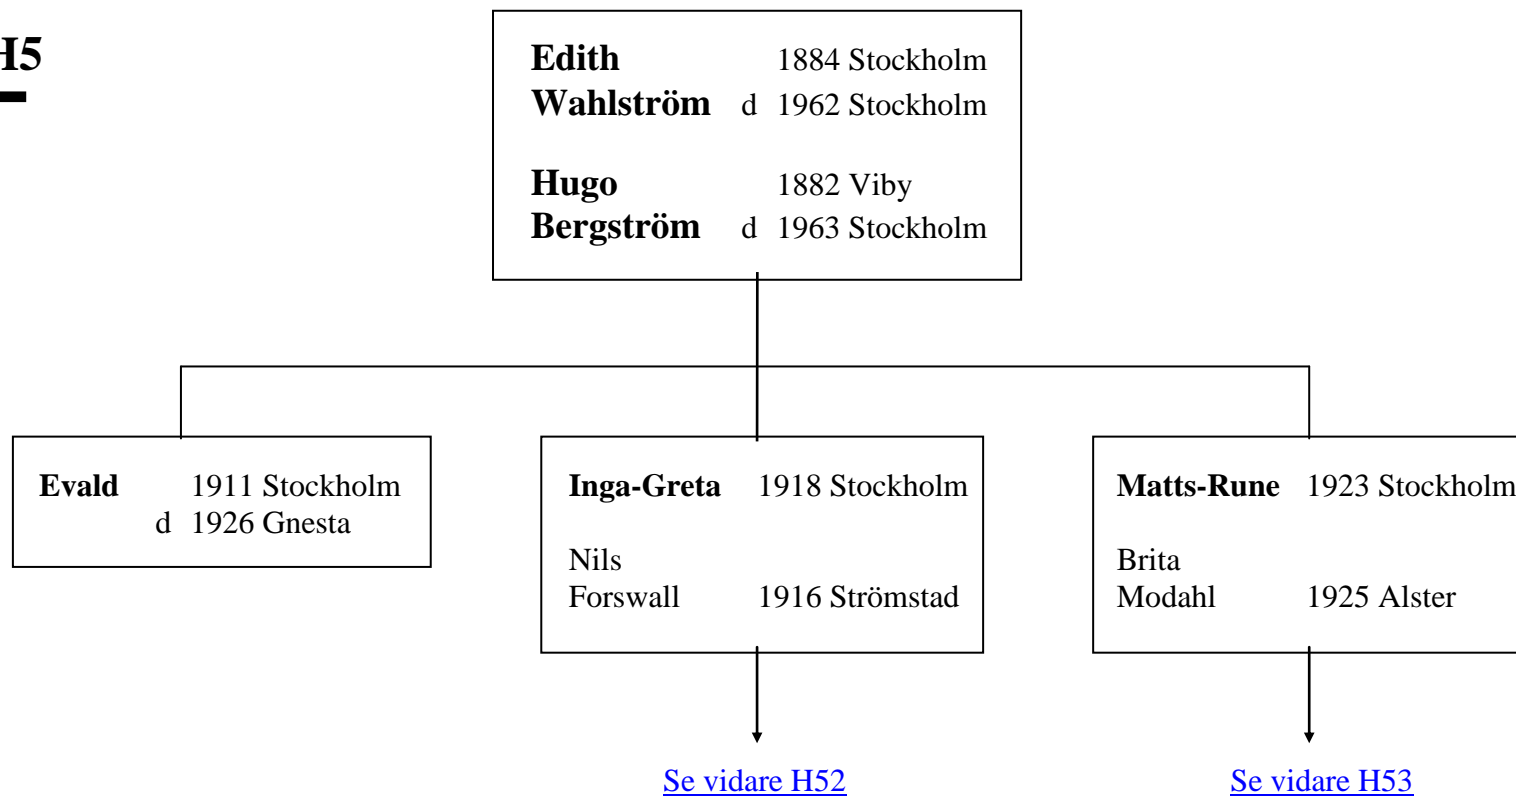 H5
Edith 1884 Stockholm
Wahlström d 1962 Stockholm
Hugo 1882 Viby
Bergström d 1963 Stockholm
Evald 1911 Stockholm
d 1926 Gnesta
Inga-Greta 1918 Stockholm
Nils
Forswall 1916 Strömstad
Matts-Rune 1923 Stockholm
Brita
Modahl 1925 Alster
Se vidare H52
Se vidare H53